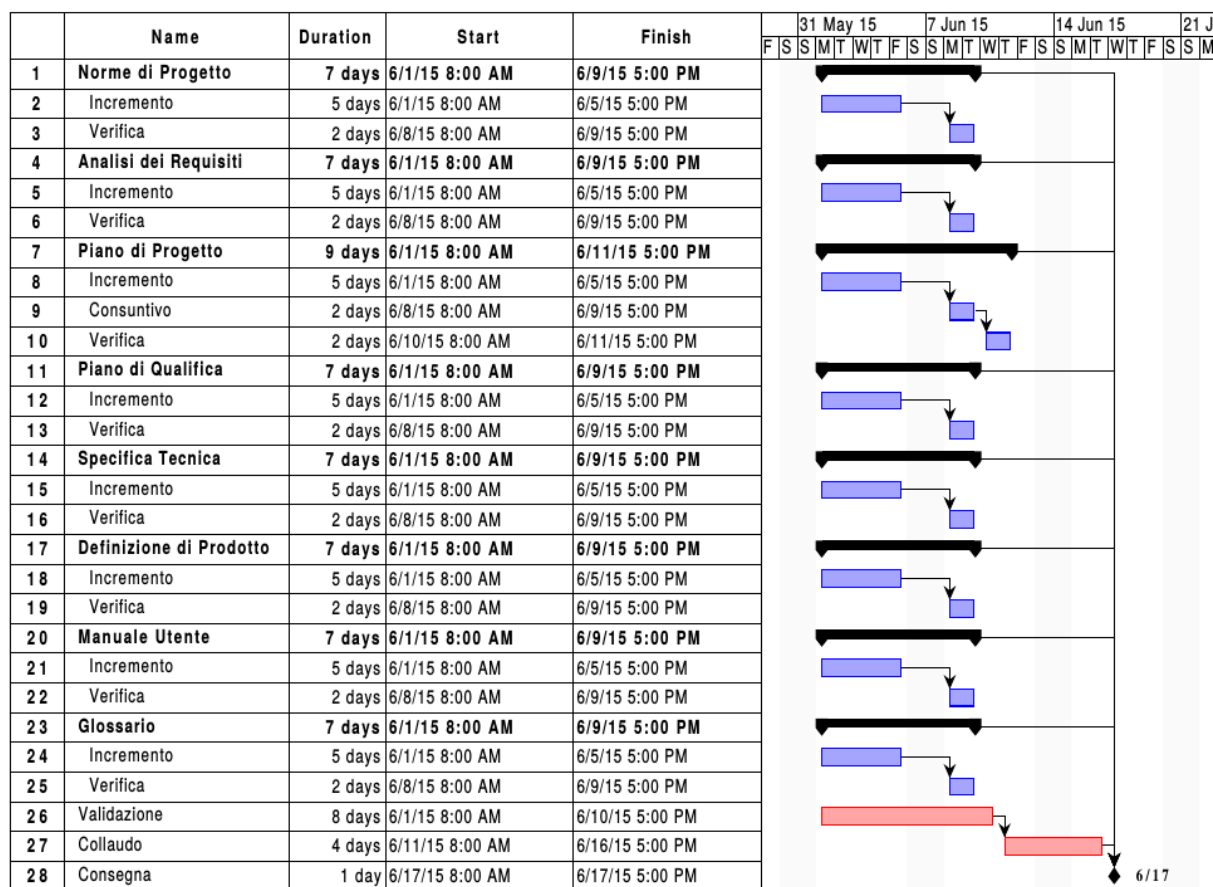 31 May 15 7 Jun 15 14 Jun 15 21 J
Name Duration Start Finish
F S S M T W T F S S M T W T F S S M T W T F S S M
1 Norme di Progetto 7 days 6/1/15 8:00 AM 6/9/15 5:00 PM
2 Incremento 5 days 6/1/15 8:00 AM 6/5/15 5:00 PM
3 Verifica 2 days 6/8/15 8:00 AM 6/9/15 5:00 PM
4 Analisi dei Requisiti 7 days 6/1/15 8:00 AM 6/9/15 5:00 PM
5 Incremento 5 days 6/1/15 8:00 AM 6/5/15 5:00 PM
6 Verifica 2 days 6/8/15 8:00 AM 6/9/15 5:00 PM
7 Piano di Progetto 9 days 6/1/15 8:00 AM 6/11/15 5:00 PM
8 Incremento 5 days 6/1/15 8:00 AM 6/5/15 5:00 PM
9 Consuntivo 2 days 6/8/15 8:00 AM 6/9/15 5:00 PM
10 Verifica 2 days 6/10/15 8:00 AM 6/11/15 5:00 PM
11 Piano di Qualifica 7 days 6/1/15 8:00 AM 6/9/15 5:00 PM
12 Incremento 5 days 6/1/15 8:00 AM 6/5/15 5:00 PM
13 Verifica 2 days 6/8/15 8:00 AM 6/9/15 5:00 PM
14 Specifica Tecnica 7 days 6/1/15 8:00 AM 6/9/15 5:00 PM
15 Incremento 5 days 6/1/15 8:00 AM 6/5/15 5:00 PM
16 Verifica 2 days 6/8/15 8:00 AM 6/9/15 5:00 PM
17 Definizione di Prodotto 7 days 6/1/15 8:00 AM 6/9/15 5:00 PM
18 Incremento 5 days 6/1/15 8:00 AM 6/5/15 5:00 PM
19 Verifica 2 days 6/8/15 8:00 AM 6/9/15 5:00 PM
20 Manuale Utente 7 days 6/1/15 8:00 AM 6/9/15 5:00 PM
21 Incremento 5 days 6/1/15 8:00 AM 6/5/15 5:00 PM
22 Verifica 2 days 6/8/15 8:00 AM 6/9/15 5:00 PM
23 Glossario 7 days 6/1/15 8:00 AM 6/9/15 5:00 PM
24 Incremento 5 days 6/1/15 8:00 AM 6/5/15 5:00 PM
25 Verifica 2 days 6/8/15 8:00 AM 6/9/15 5:00 PM
26 Validazione 8 days 6/1/15 8:00 AM 6/10/15 5:00 PM
27 Collaudo 4 days 6/11/15 8:00 AM 6/16/15 5:00 PM
28 Consegna 1 day 6/17/15 8:00 AM 6/17/15 5:00 PM 6/17